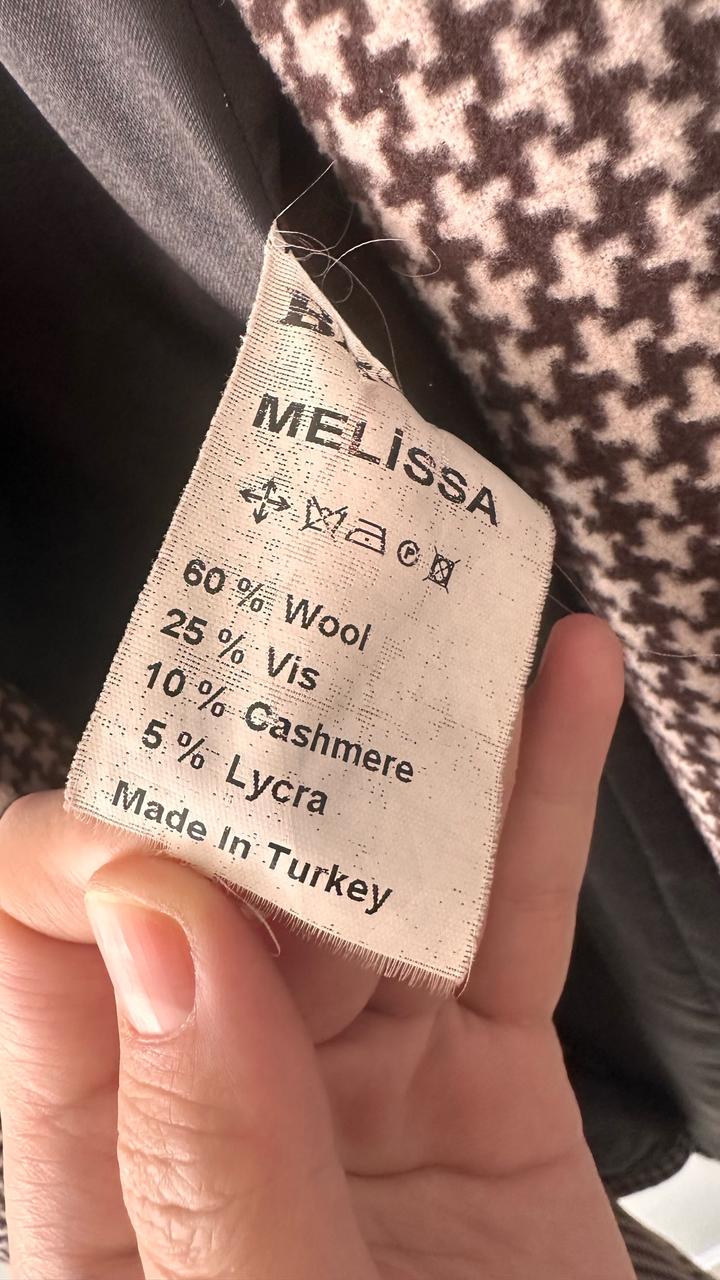 MELİSSA
P
60 % Wool
25 % Vis
10 % Cashmere
5 % Lycra
Made In Turkey